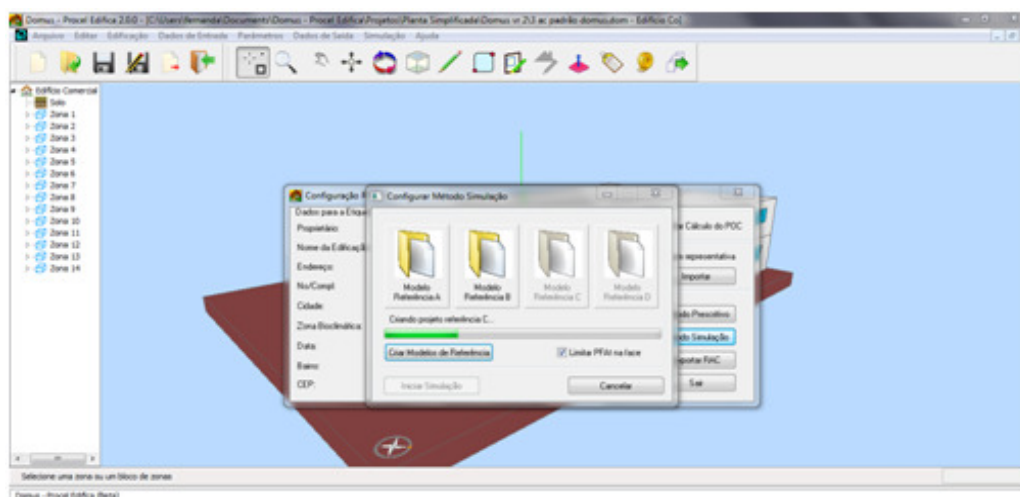 Domus - Procel Edifica 2.0.0 - [C:\Users\fernanda\Documents\Domus - Procel Edifica\Projetos\Planta Simplificada\Domus vr 2\3 ac padrão domus.dom - Edifício Co]
Arquivo Editar Edificação Dados de Entrada Parâmetros Dados de Saída Simulação Ajuda
Edifício Comercial
Solo
Zona 1
Zona 2
Zona 3
Zona 4
Zona 5
Zona 6
Zona 7
Zona 8
Zona 9
Zona 10
Zona 11
Zona 12
Zona 13
Zona 14
Configuração
Dados para a Etiqu
Proprietário:
Nome da Edificaçã
Endereço:
No/Compl:
Cidade:
Zona Bioclimática:
Data:
Bairro:
CEP:
Configurar Método Simulação
Modelo Referência A
Modelo Referência B
Modelo Referência C
Modelo Referência D
Criando projeto referência C...
Criar Modelos de Referência
Limitar PFAt na face
Iniciar Simulação
Cancelar
Cálculo do POC
representativa
Importar
Prescritivo
Simulação
portar RAC
Sair
Selecione uma zona ou um bloco de zonas
Domus - Procel Edifica (Beta)